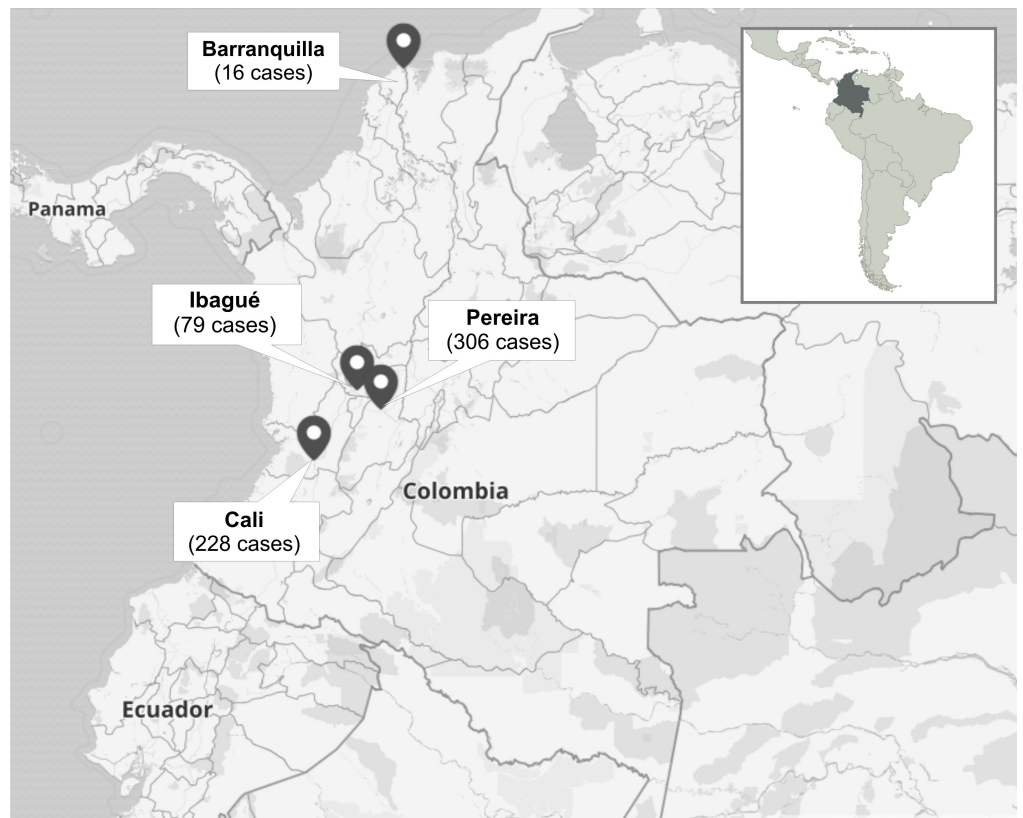 Barranquilla
(16 cases)
Panama
Ibagué
(79 cases)
Pereira
(306 cases)
Colombia
Cali
(228 cases)
Ecuador